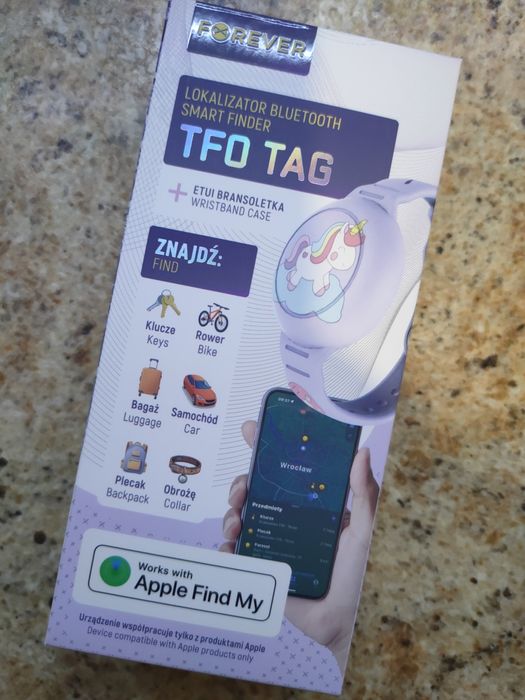 FOREVER
LOKALIZATOR BLUETOOTH
SMART FINDER
TFO TAG
+ ETUI BRANSOLETKA
WRISTBAND CASE
ZNAJDŹ:
FIND
Klucze
Keys
Rower
Bike
Bagaż
Luggage
Samochód
Car
Plecak
Backpack
Obrożę
Collar
Wrocław
Przedmioty
Klucze
Plecak
Works with
Apple Find My
Urządzenie współpracuje tylko z produktami Apple
Device compatible with Apple products only